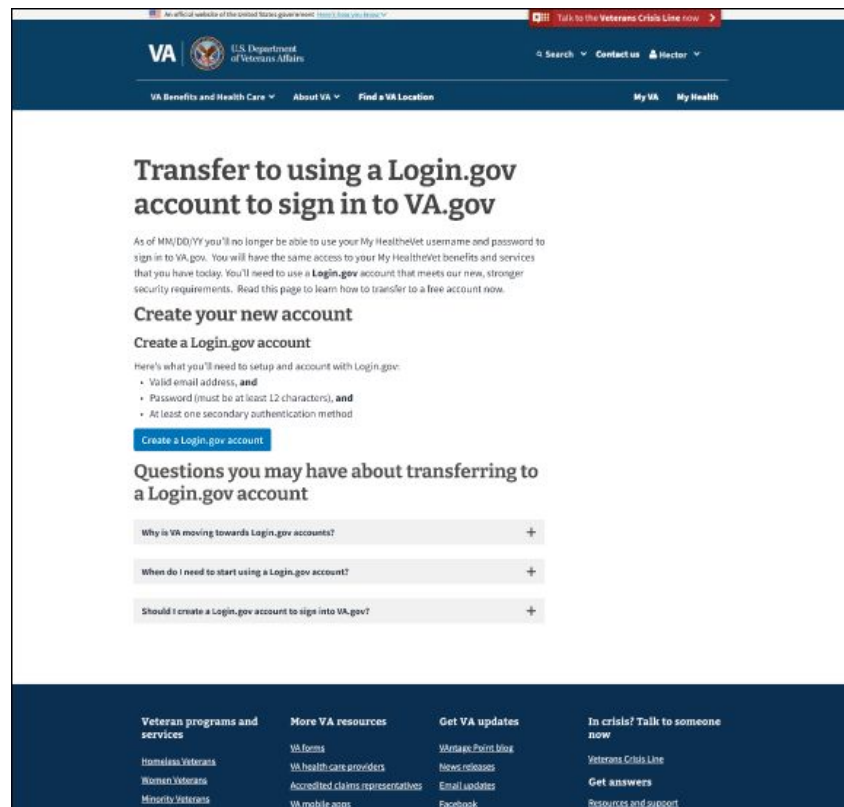 An official website of the United States government Here's how you know
Talk to the Veterans Crisis Line now
VA
U.S. Department
of Veterans Affairs
Search Contact us Hector
VA Benefits and Health Care About VA Find a VA Location My VA My Health
Transfer to using a Login.gov
account to sign in to VA.gov
As of MM/DD/YY you'll no longer be able to use your My HealtheVet username and password to
sign in to VA.gov. You will have the same access to your My HealtheVet benefits and services
that you have today. You'll need to use a Login.gov account that meets our new, stronger
security requirements. Read this page to learn how to transfer to a free account now.
Create your new account
Create a Login.gov account
Here's what you'll need to setup and account with Login.gov:
• Valid email address, and
• Password (must be at least 12 characters), and
• At least one secondary authentication method
Create a Login.gov account
Questions you may have about transferring to
a Login.gov account
Why is VA moving towards Login.gov accounts?
When do I need to start using a Login.gov account?
Should I create a Login.gov account to sign into VA.gov?
Veteran programs and
services
Homeless Veterans
Women Veterans
Minority Veterans
More VA resources
VA forms
VA health care providers
Accredited claims representatives
VA mobile apps
Get VA updates
VAntage Point blog
News releases
Email updates
Facebook
In crisis? Talk to someone
now
Veterans Crisis Line
Get answers
Resources and support